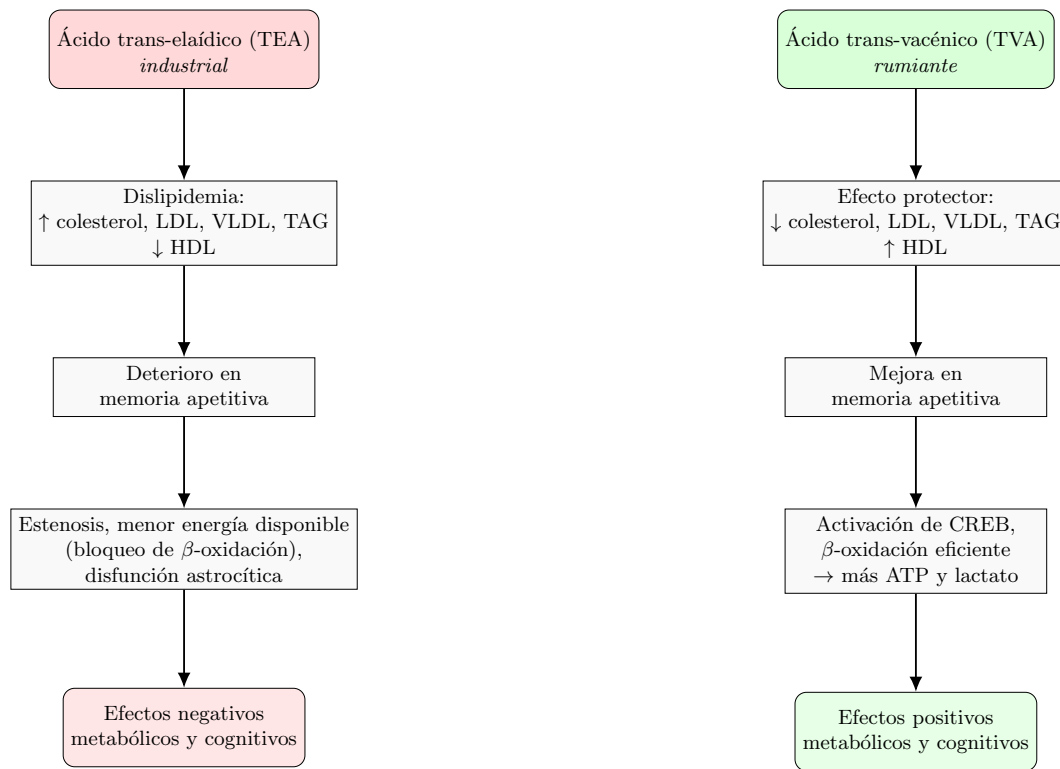 Ácido trans-elaídico (TEA)
industrial
Dislipidemia:
↑ colesterol, LDL, VLDL, TAG
↓ HDL
Deterioro en
memoria apetitiva
Estenosis, menor energía disponible
(bloqueo de β-oxidación),
disfunción astrocítica
Efectos negativos
metabólicos y cognitivos
Ácido trans-vacénico (TVA)
rumiante
Efecto protector:
↓ colesterol, LDL, VLDL, TAG
↑ HDL
Mejora en
memoria apetitiva
Activación de CREB,
β-oxidación eficiente
→ más ATP y lactato
Efectos positivos
metabólicos y cognitivos